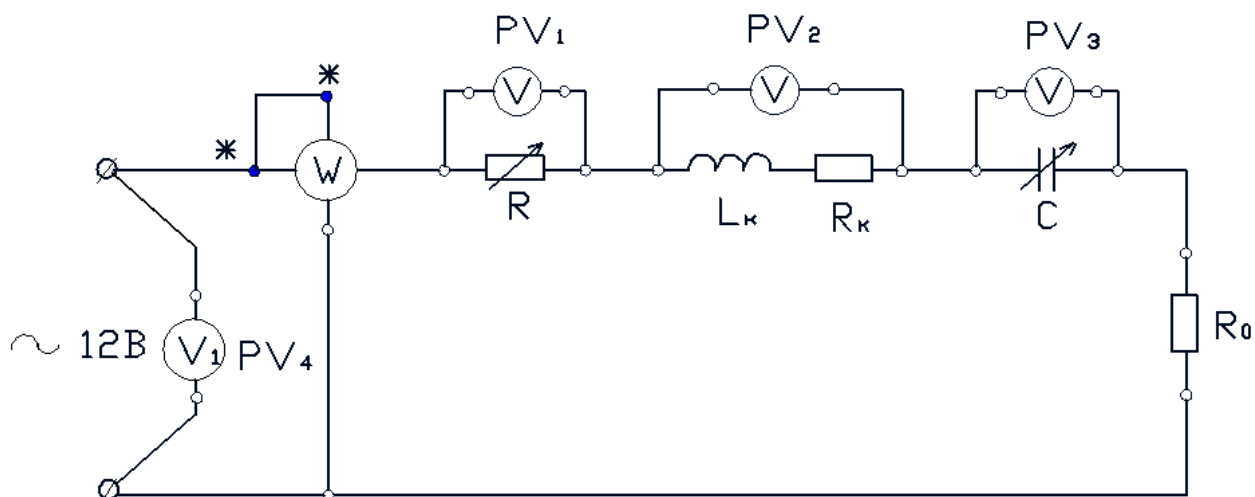 PV₁
PV₂
PV₃
*
V
V
V
*
W
R
Lк
Rк
C
~ 12В
V₁
PV₄
R₀